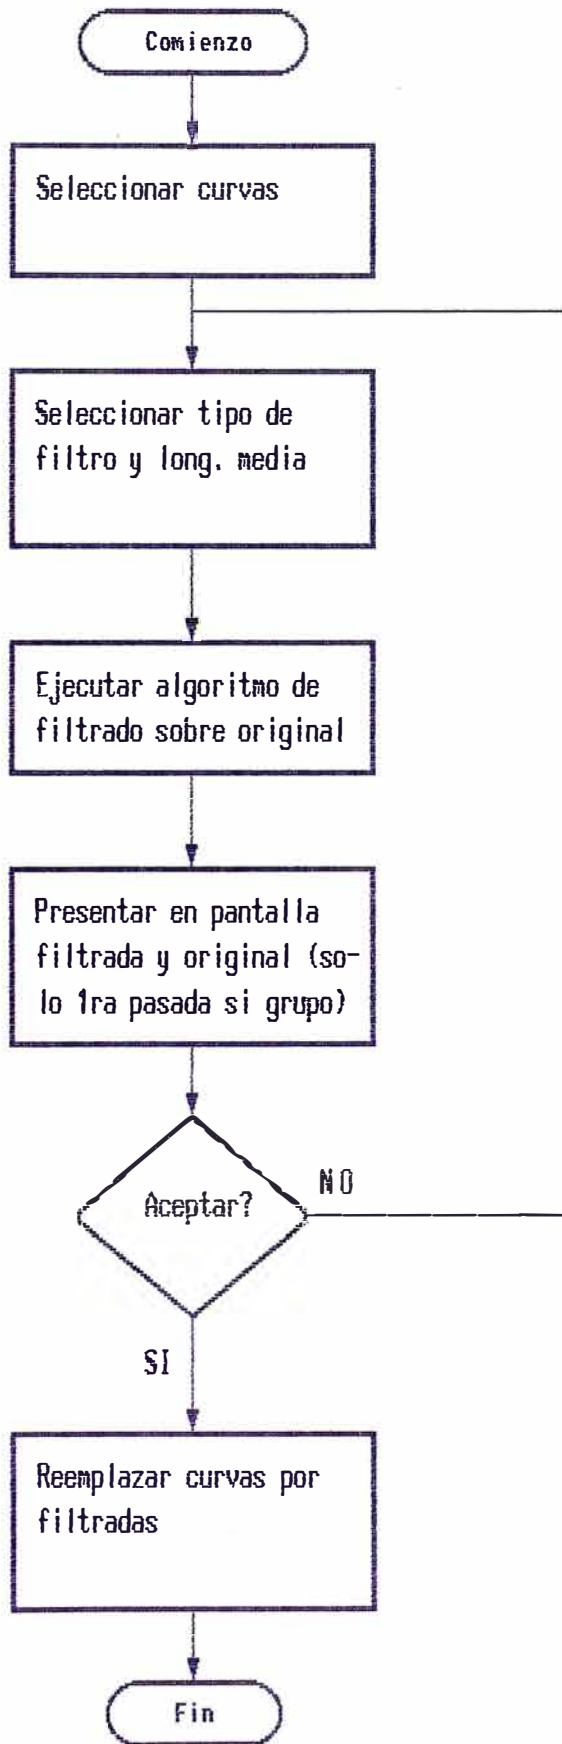 Comienzo
Seleccionar curvas
Seleccionar tipo de
filtro y long. media
Ejecutar algoritmo de
filtrado sobre original
Presentar en pantalla
filtrada y original (so-
lo 1ra pasada si grupo)
Aceptar?
NO
SI
Reemplazar curvas por
filtradas
Fin